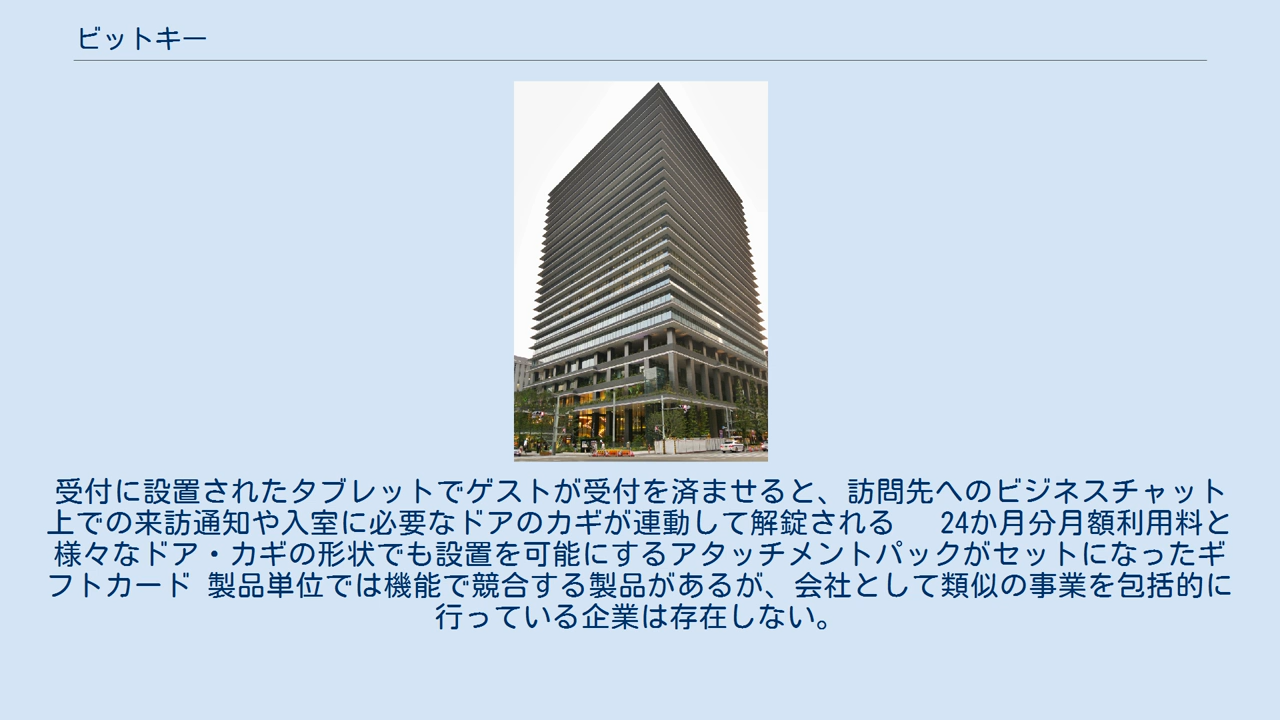 ビットキー
受付に設置されたタブレットでゲストが受付を済ませると、訪問先へのビジネスチャット
上での来訪通知や入室に必要なドアのカギが連動して解錠される　 24か月分月額利用料と
様々なドア・カギの形状でも設置を可能にするアタッチメントパックがセットになったギ
フトカード 製品単位では機能で競合する製品があるが、会社として類似の事業を包括的に
行っている企業は存在しない。